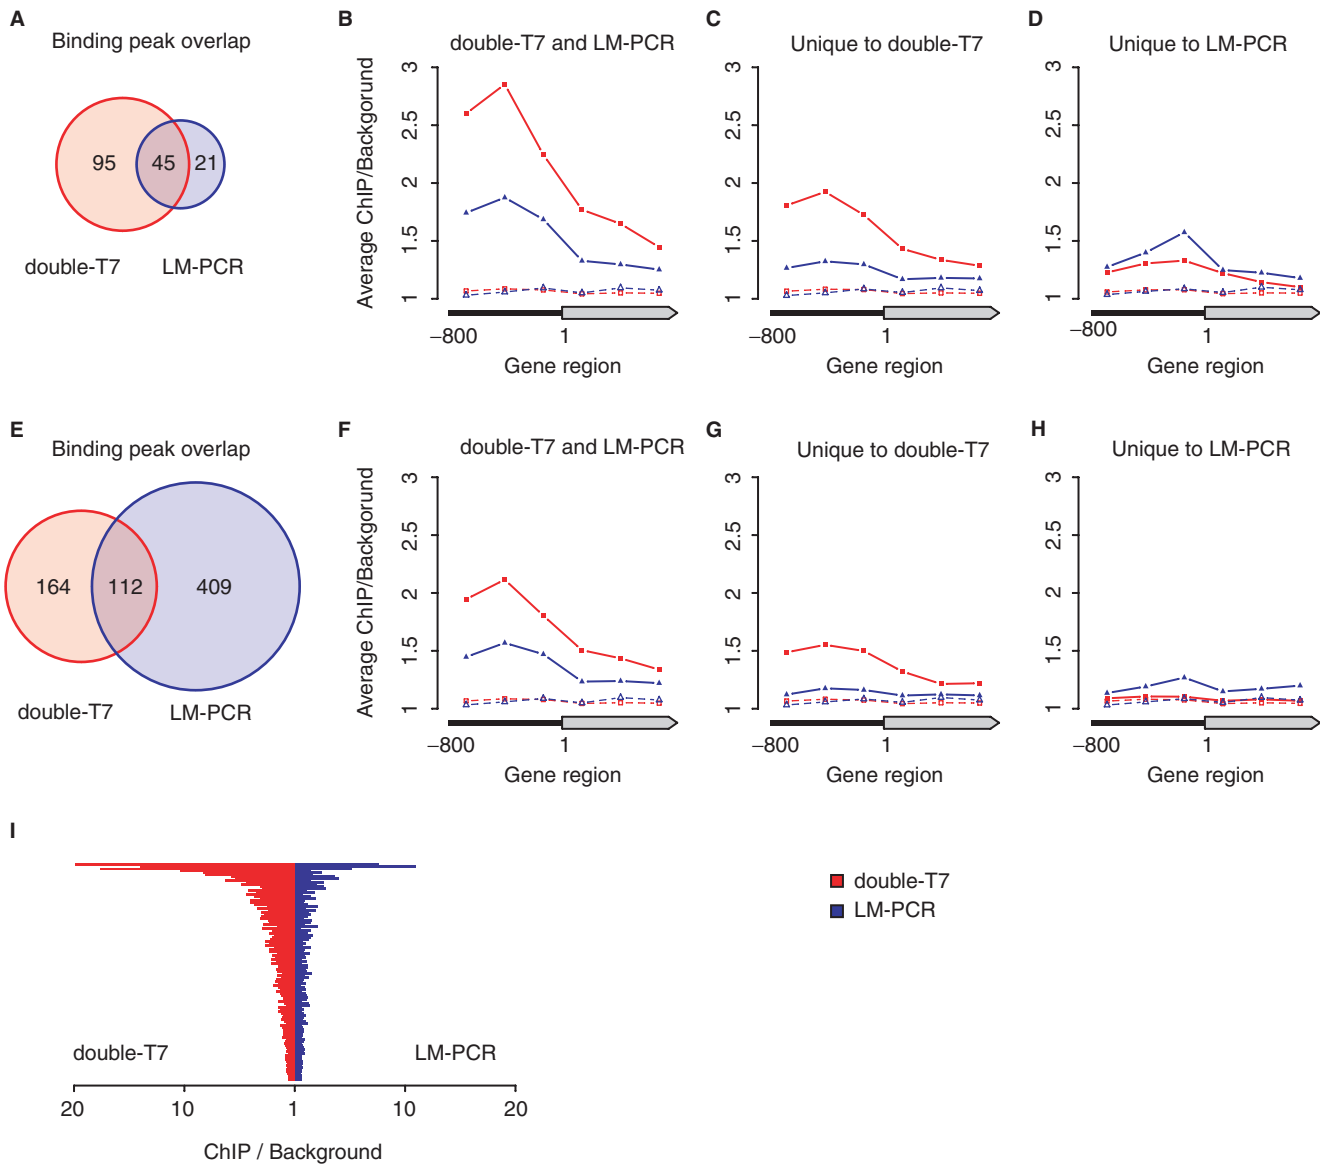 A
Binding peak overlap
95
45
21
double-T7
LM-PCR
B
double-T7 and LM-PCR
Average ChIP/Backgorund
3
2.5
2
1.5
1
−800
1
Gene region
C
Unique to double-T7
3
2.5
2
1.5
1
−800
1
Gene region
D
Unique to LM-PCR
3
2.5
2
1.5
1
−800
1
Gene region
E
Binding peak overlap
164
112
409
double-T7
LM-PCR
F
double-T7 and LM-PCR
Average ChIP/Backgorund
3
2.5
2
1.5
1
−800
1
Gene region
G
Unique to double-T7
3
2.5
2
1.5
1
−800
1
Gene region
H
Unique to LM-PCR
3
2.5
2
1.5
1
−800
1
Gene region
I
double-T7
LM-PCR
20
10
1
10
20
ChIP / Background
double-T7
LM-PCR